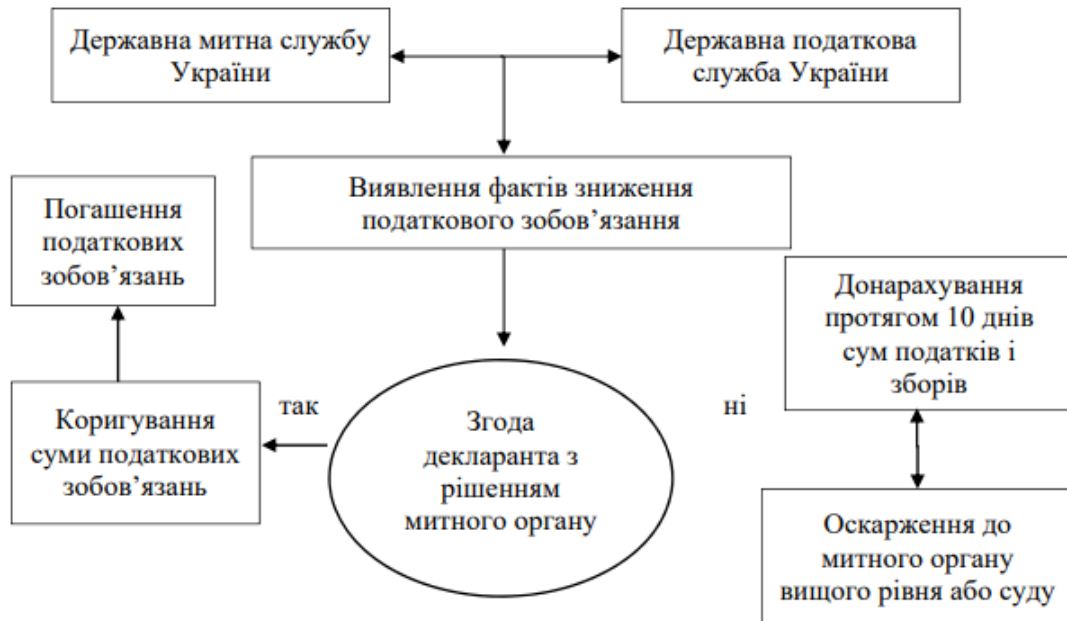 Державна митна службу
України
Державна податкова
служба України
Виявлення фактів зниження
податкового зобов’язання
Погашення
податкових
зобов’язань
Донарахування
протягом 10 днів
сум податків і
зборів
Коригування
суми податкових
зобов’язань
так
Згода
декларанта з
рішенням
митного органу
ні
Оскарження до
митного органу
вищого рівня або суду